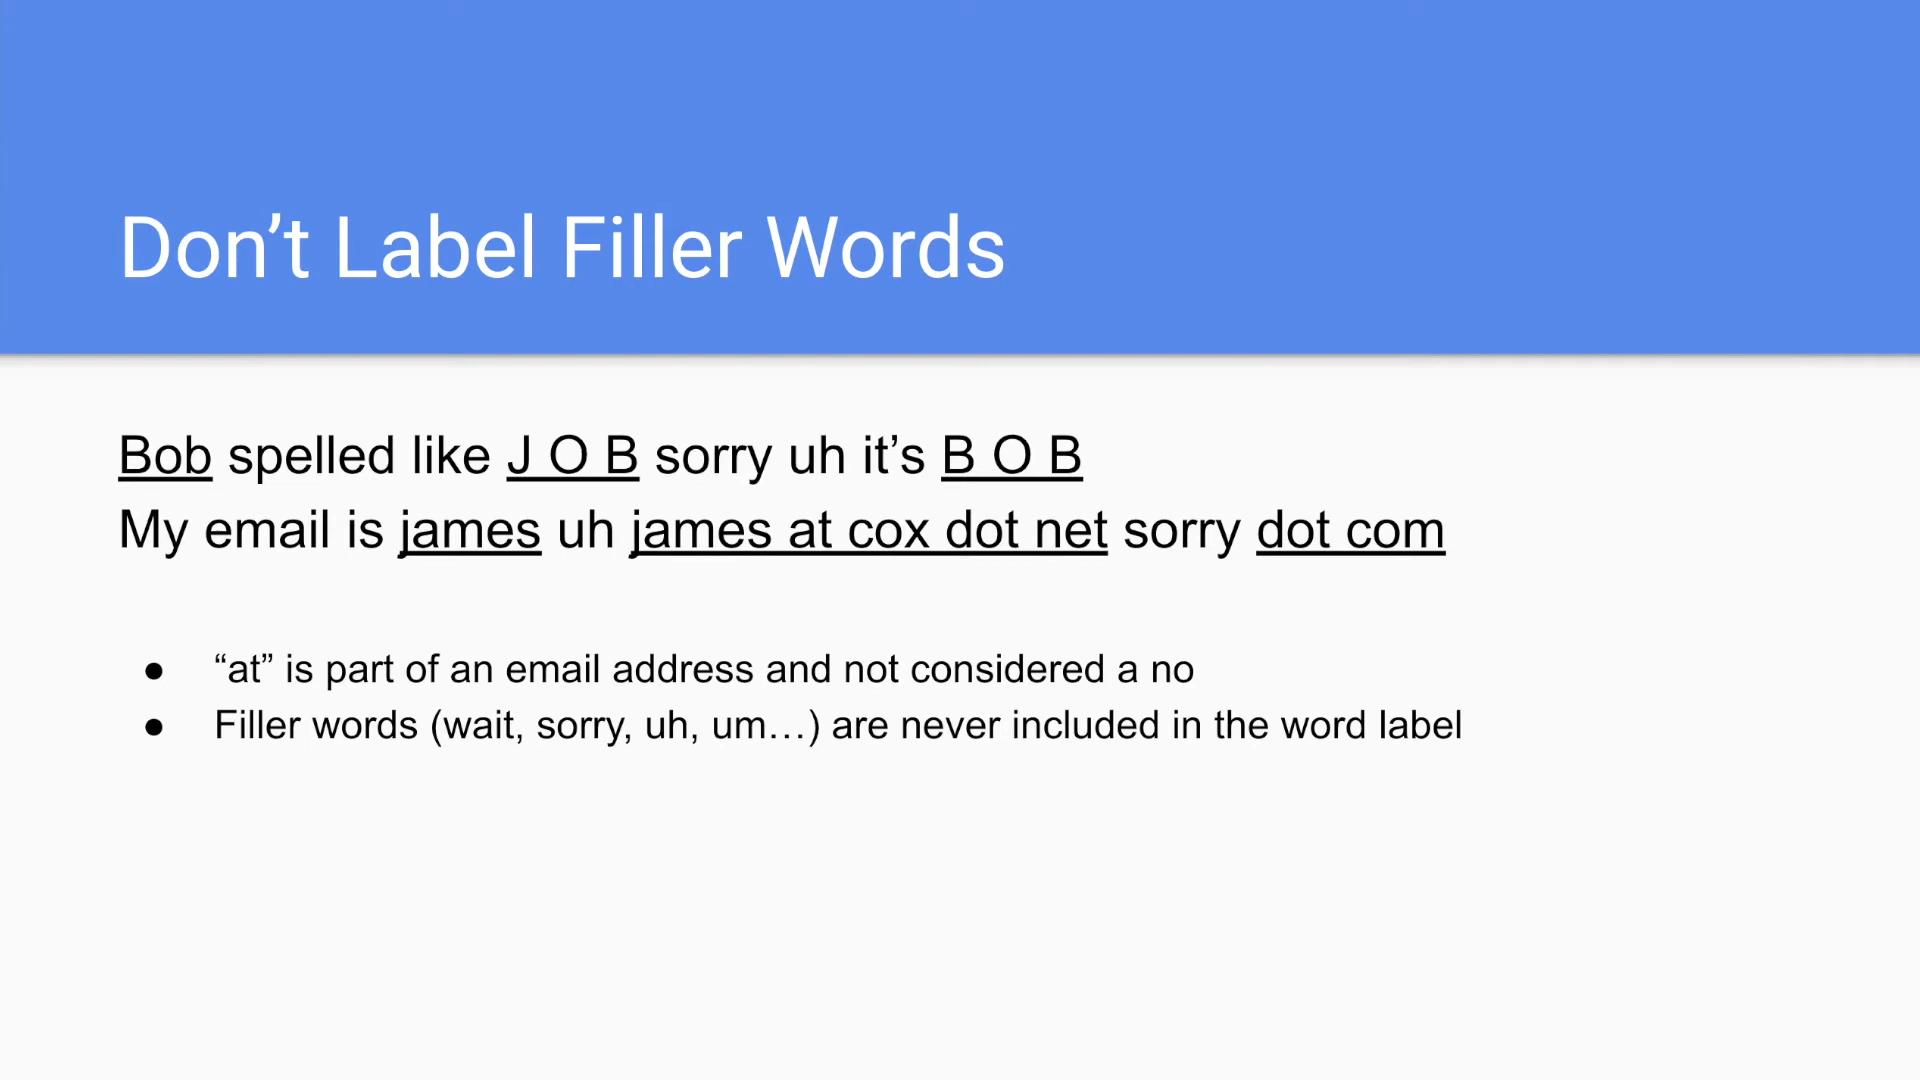 Don’t Label Filler Words
Bob spelled like J O B sorry uh it’s B O B
My email is james uh james at cox dot net sorry dot com
● “at” is part of an email address and not considered a no
● Filler words (wait, sorry, uh, um…) are never included in the word label